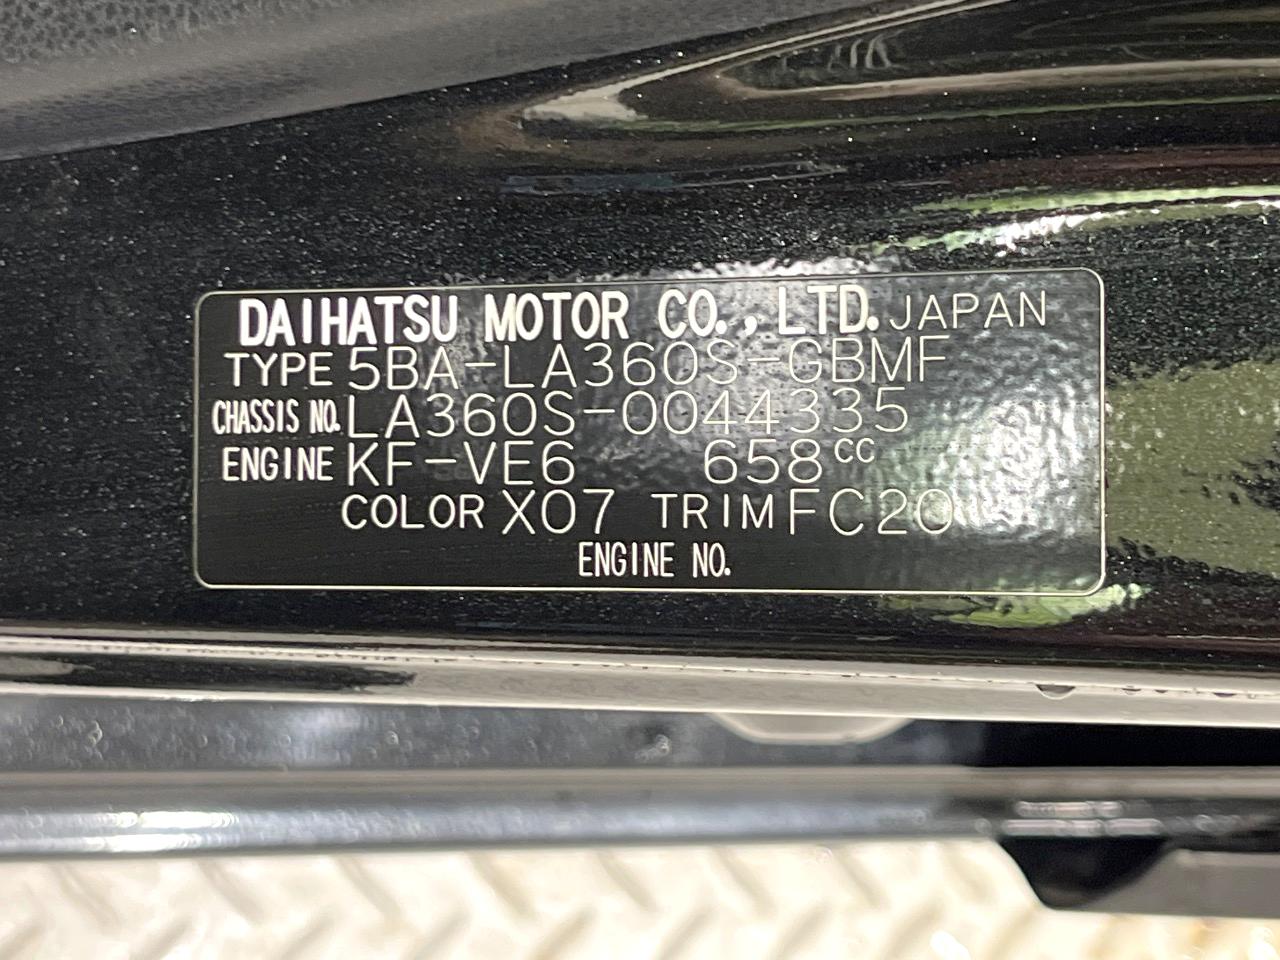 DAIHATSU MOTOR CO., LTD. JAPAN
TYPE 5BA-LA360S-GBMF
CHASSIS NO. LA360S-0044335
ENGINE KF-VE6 658cc
COLOR X07 TRIM FC20
ENGINE NO.